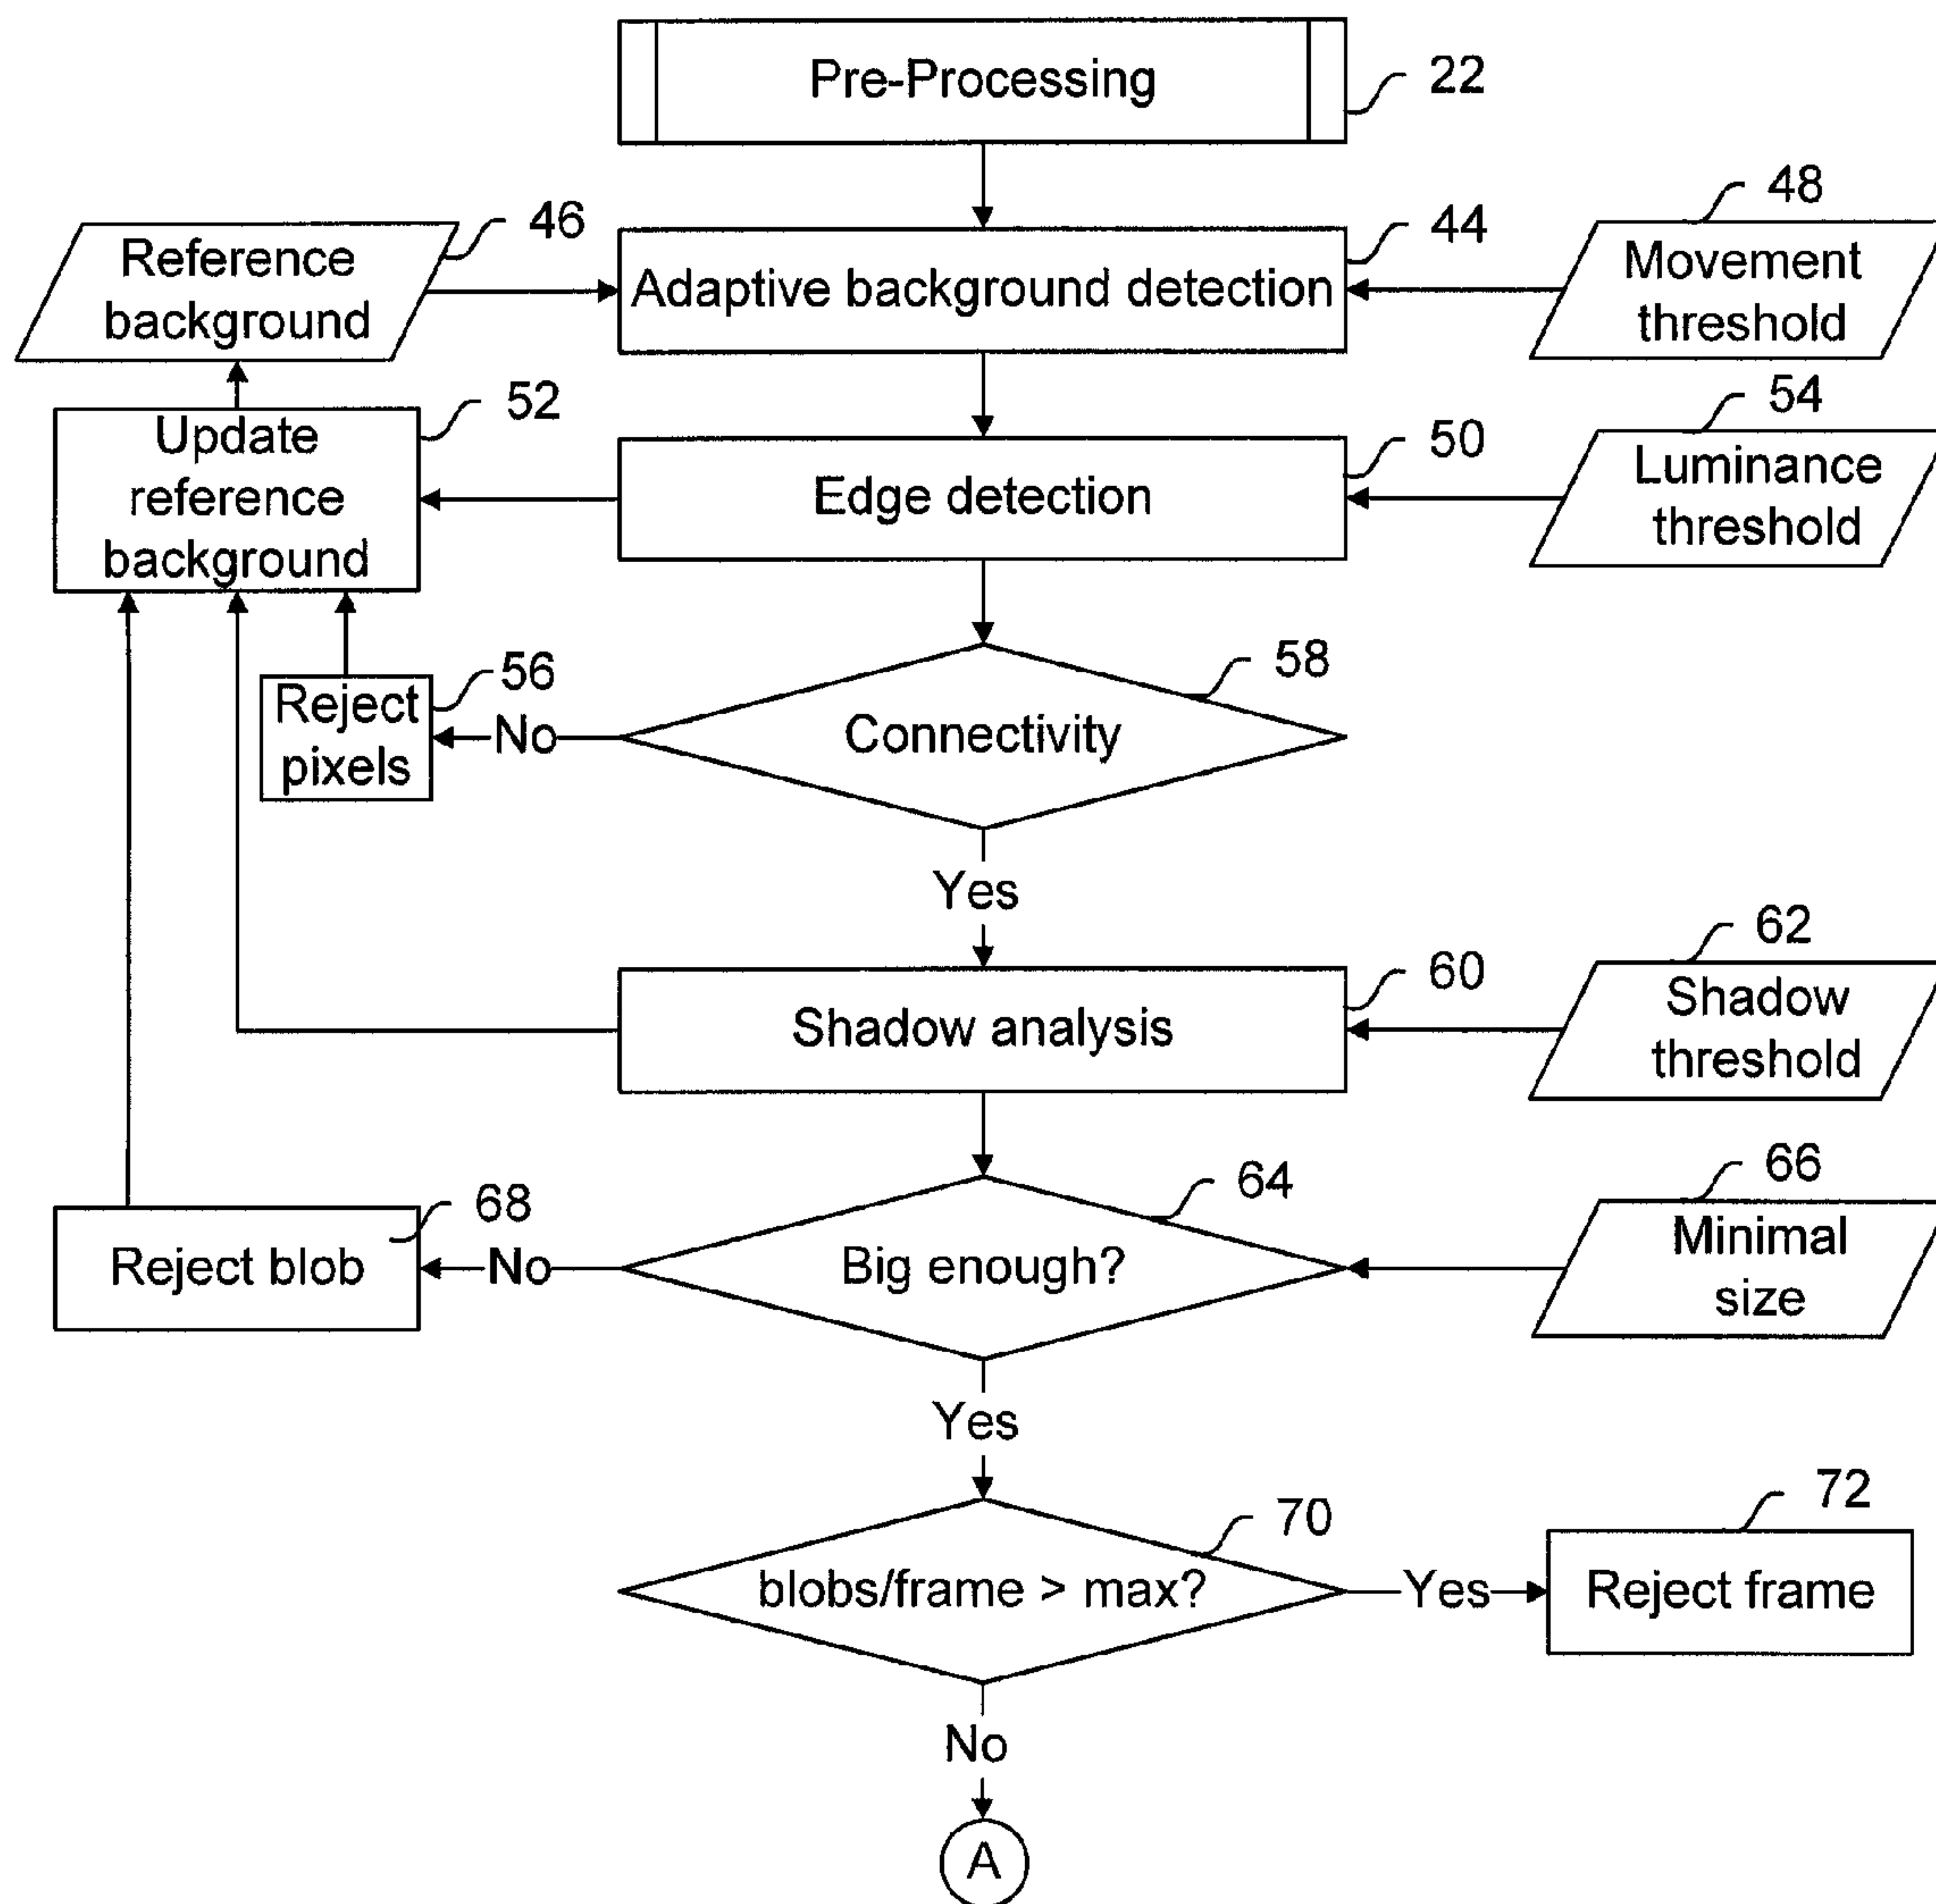 Pre-Processing
22
Reference
background
46
Adaptive background detection
44
Movement
threshold
48
Update
reference
background
52
Edge detection
50
Luminance
threshold
54
Reject
pixels
56
No
Connectivity
58
Yes
Shadow analysis
60
Shadow
threshold
62
Reject blob
68
No
Big enough?
64
Minimal
size
66
Yes
blobs/frame > max?
70
Yes
Reject frame
72
No
A